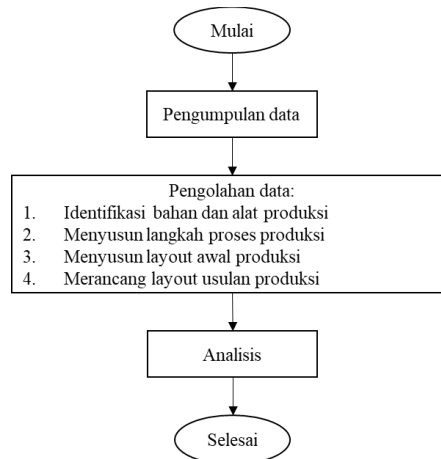 Mulai
Pengumpulan data
Pengolahan data:
1. Identifikasi bahan dan alat produksi
2. Menyusun langkah proses produksi
3. Menyusun layout awal produksi
4. Merancang layout usulan produksi
Analisis
Selesai